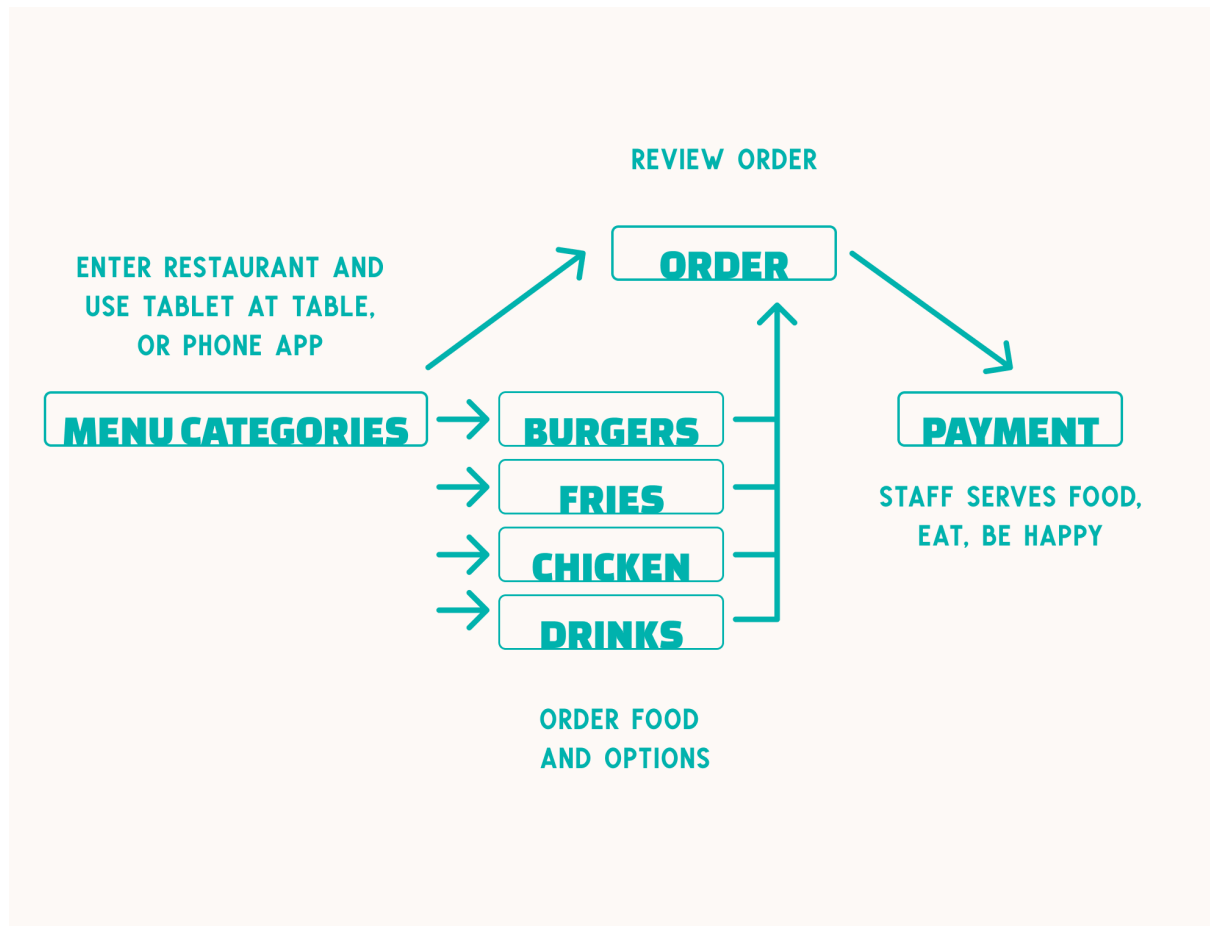 REVIEW ORDER
ORDER
ENTER RESTAURANT AND
USE TABLET AT TABLE,
OR PHONE APP
MENU CATEGORIES
BURGERS
FRIES
CHICKEN
DRINKS
ORDER FOOD
AND OPTIONS
PAYMENT
STAFF SERVES FOOD,
EAT, BE HAPPY